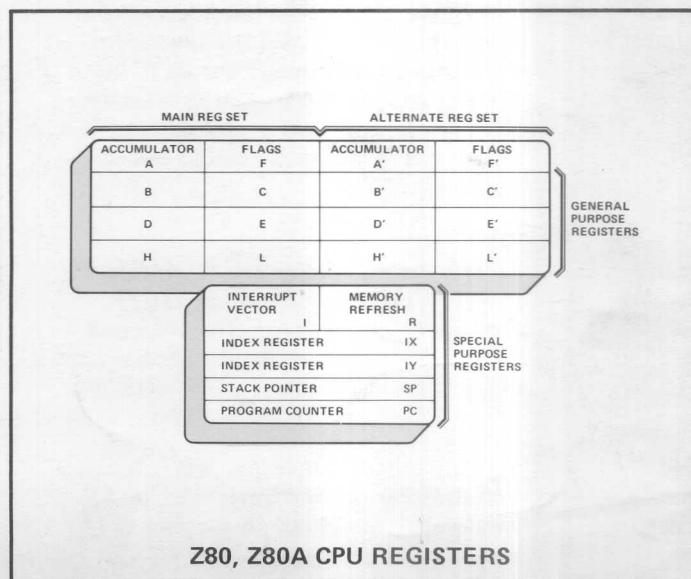 MAIN REG SET ALTERNATE REG SET
ACCUMULATOR FLAGS ACCUMULATOR FLAGS
A F A' F'
B C B' C'
D E D' E'
H L H' L'
GENERAL
PURPOSE
REGISTERS
INTERRUPT MEMORY
VECTOR REFRESH
I R
INDEX REGISTER IX
INDEX REGISTER IY
STACK POINTER SP
PROGRAM COUNTER PC
SPECIAL
PURPOSE
REGISTERS
Z80, Z80A CPU REGISTERS